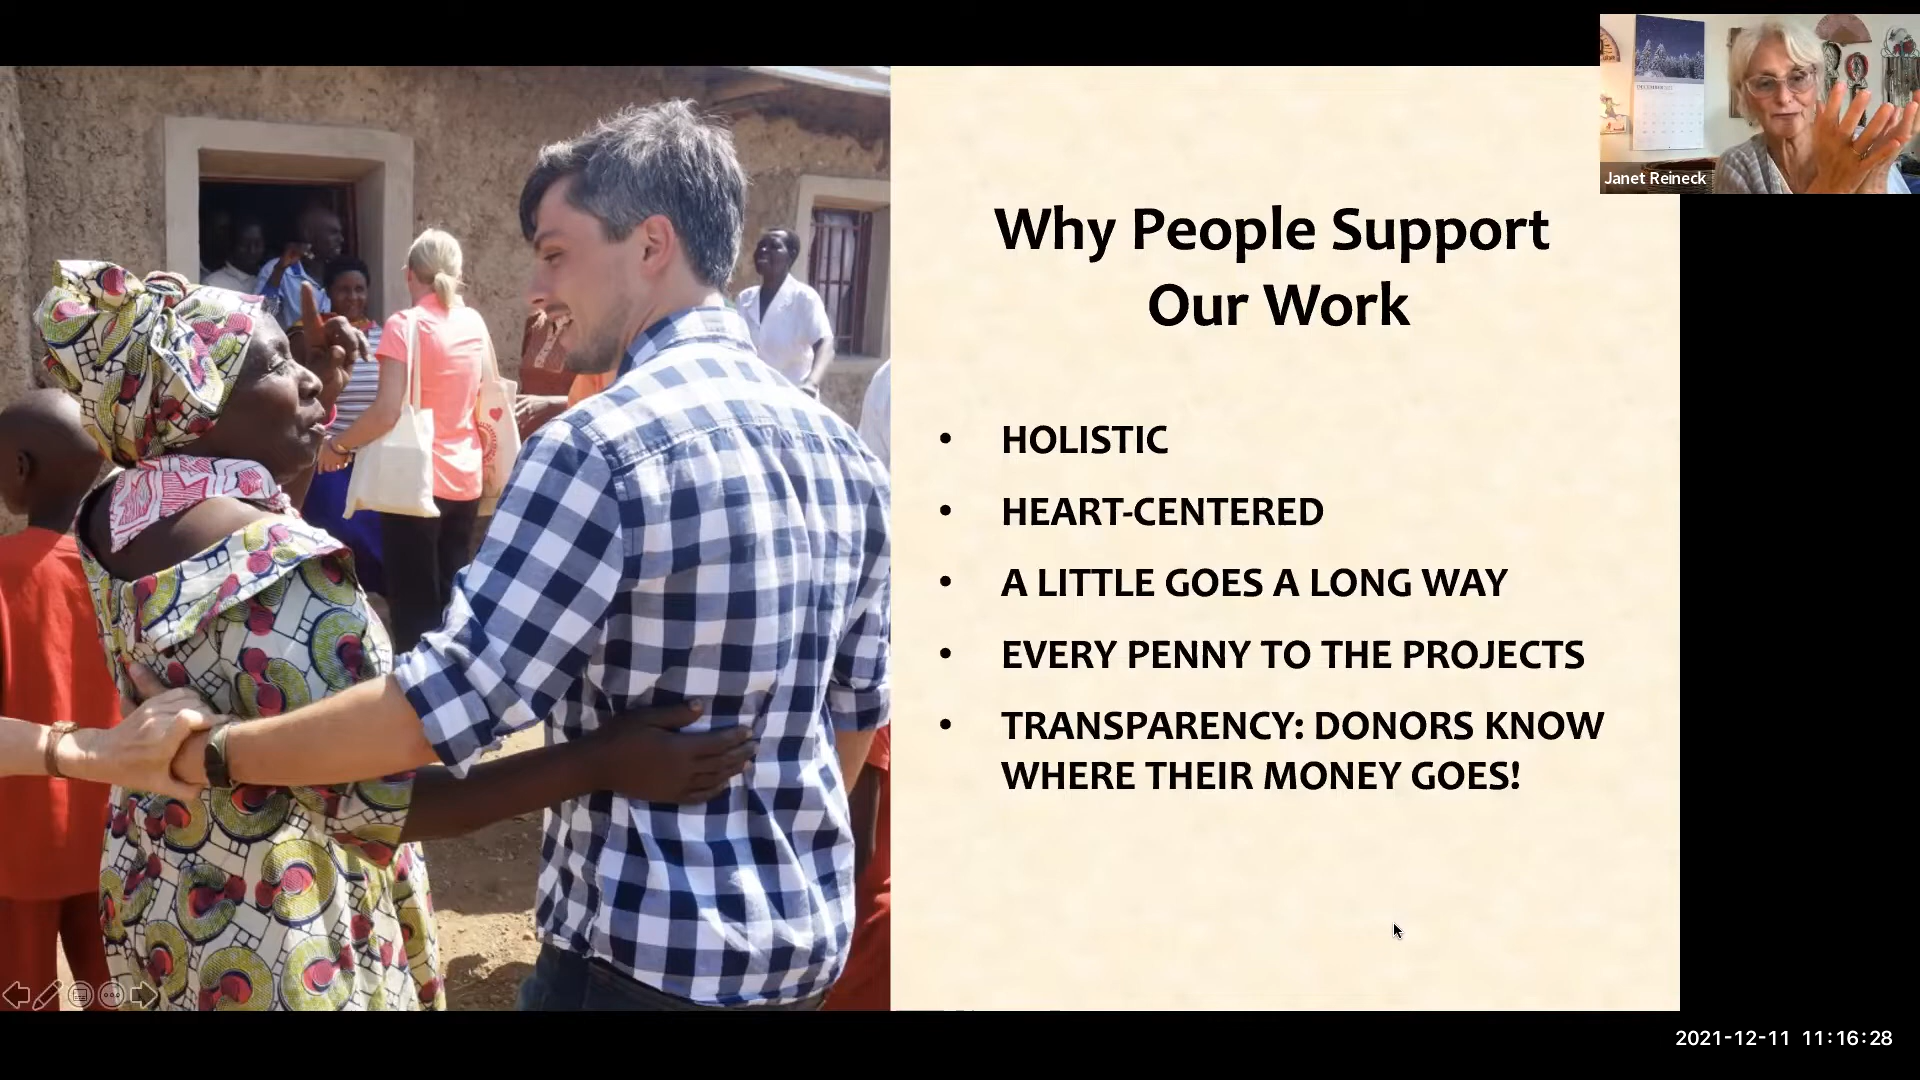 Janet Reineck
Why People Support
Our Work
• HOLISTIC
• HEART-CENTERED
• A LITTLE GOES A LONG WAY
• EVERY PENNY TO THE PROJECTS
• TRANSPARENCY: DONORS KNOW
WHERE THEIR MONEY GOES!
2021-12-11 11:16:28